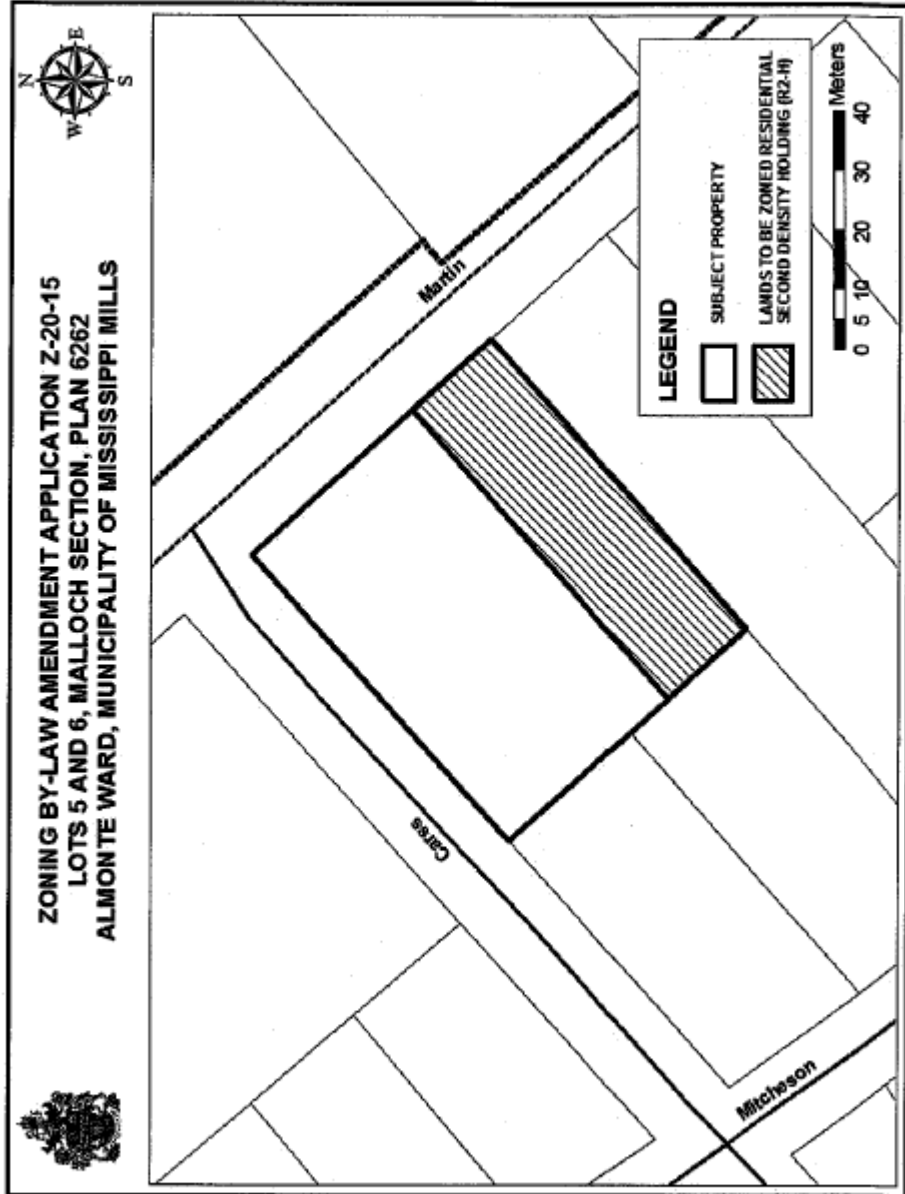 ZONING BY-LAW AMENDMENT APPLICATION Z-20-15
LOTS 5 AND 6, MALLOCH SECTION, PLAN 6262
ALMONTE WARD, MUNICIPALITY OF MISSISSIPPI MILLS
N
W
E
S
Martin
Carss
Mitcheson
LEGEND
SUBJECT PROPERTY
LANDS TO BE ZONED RESIDENTIAL
SECOND DENSITY HOLDING (R2-H)
Meters
0 5 10 20 30 40